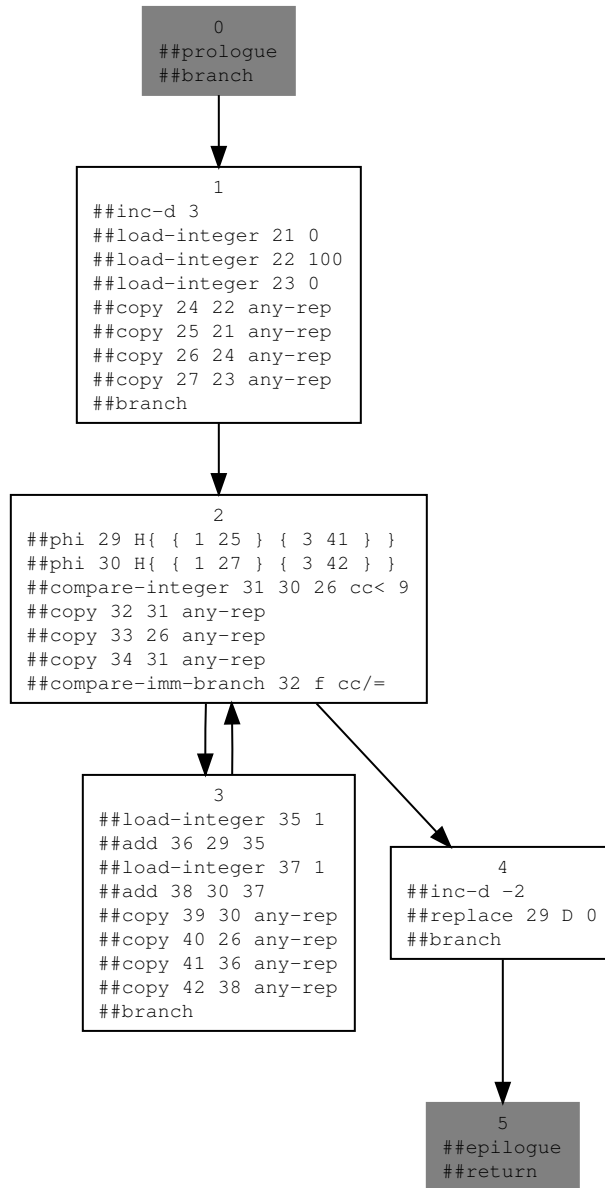 0
##prologue
##branch
1
##inc-d 3
##load-integer 21 0
##load-integer 22 100
##load-integer 23 0
##copy 24 22 any-rep
##copy 25 21 any-rep
##copy 26 24 any-rep
##copy 27 23 any-rep
##branch
2
##phi 29 H{ { 1 25 } { 3 41 } }
##phi 30 H{ { 1 27 } { 3 42 } }
##compare-integer 31 30 26 cc< 9
##copy 32 31 any-rep
##copy 33 26 any-rep
##copy 34 31 any-rep
##compare-imm-branch 32 f cc/=
3
##load-integer 35 1
##add 36 29 35
##load-integer 37 1
##add 38 30 37
##copy 39 30 any-rep
##copy 40 26 any-rep
##copy 41 36 any-rep
##copy 42 38 any-rep
##branch
4
##inc-d -2
##replace 29 D 0
##branch
5
##epilogue
##return